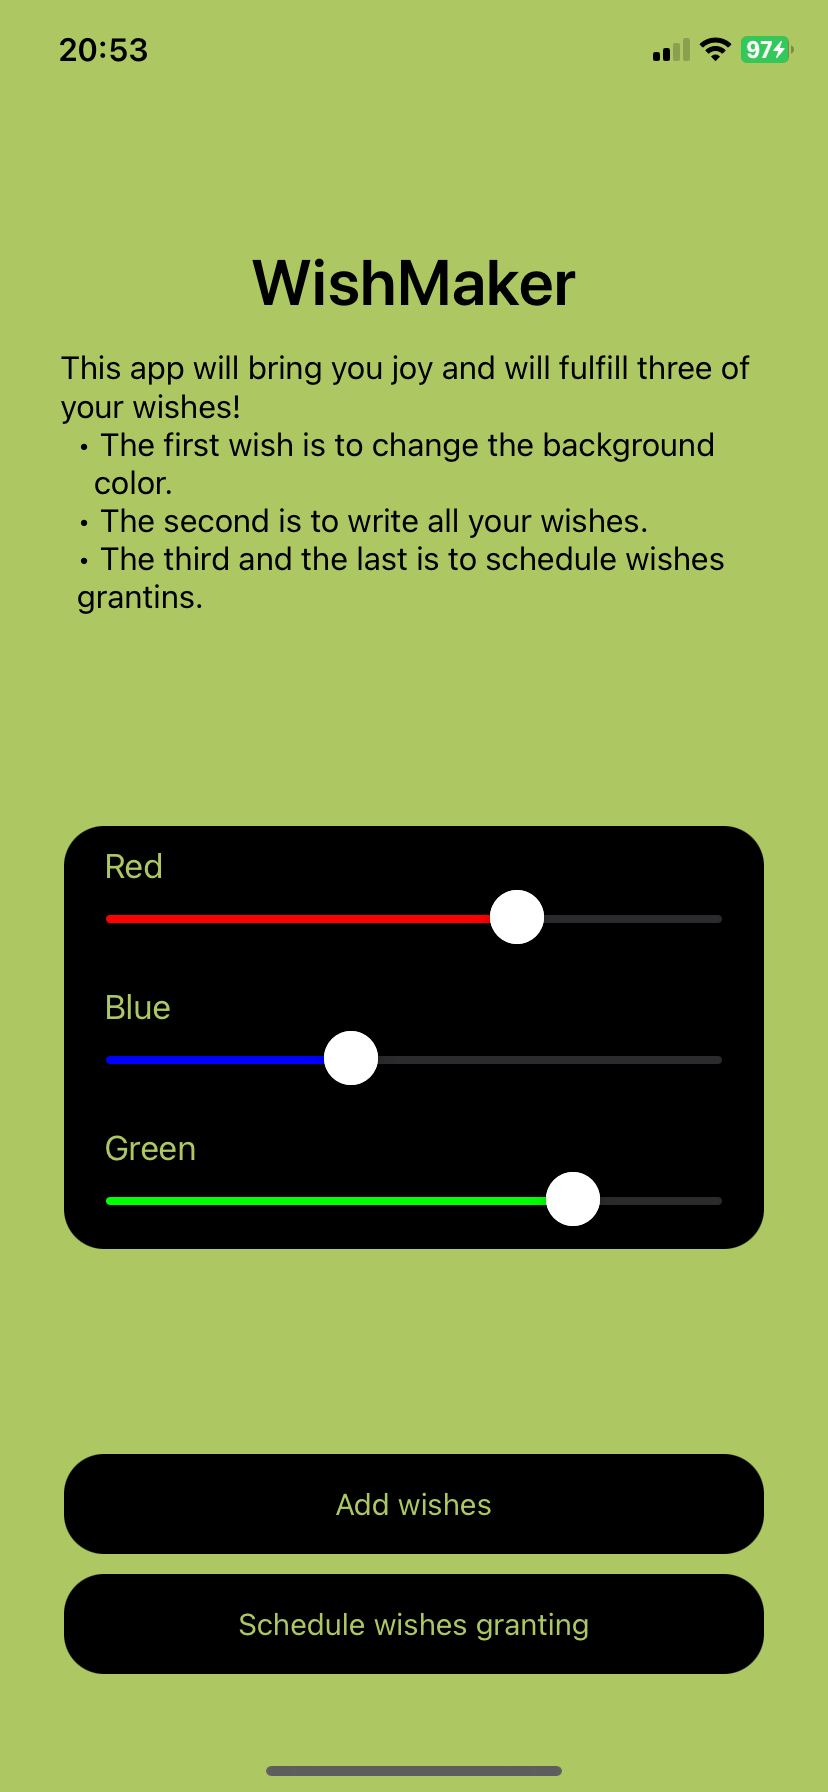 20:53
97
WishMaker
This app will bring you joy and will fulfill three of
your wishes!
• The first wish is to change the background
color.
• The second is to write all your wishes.
• The third and the last is to schedule wishes
grantins.
Red
Blue
Green
Add wishes
Schedule wishes granting